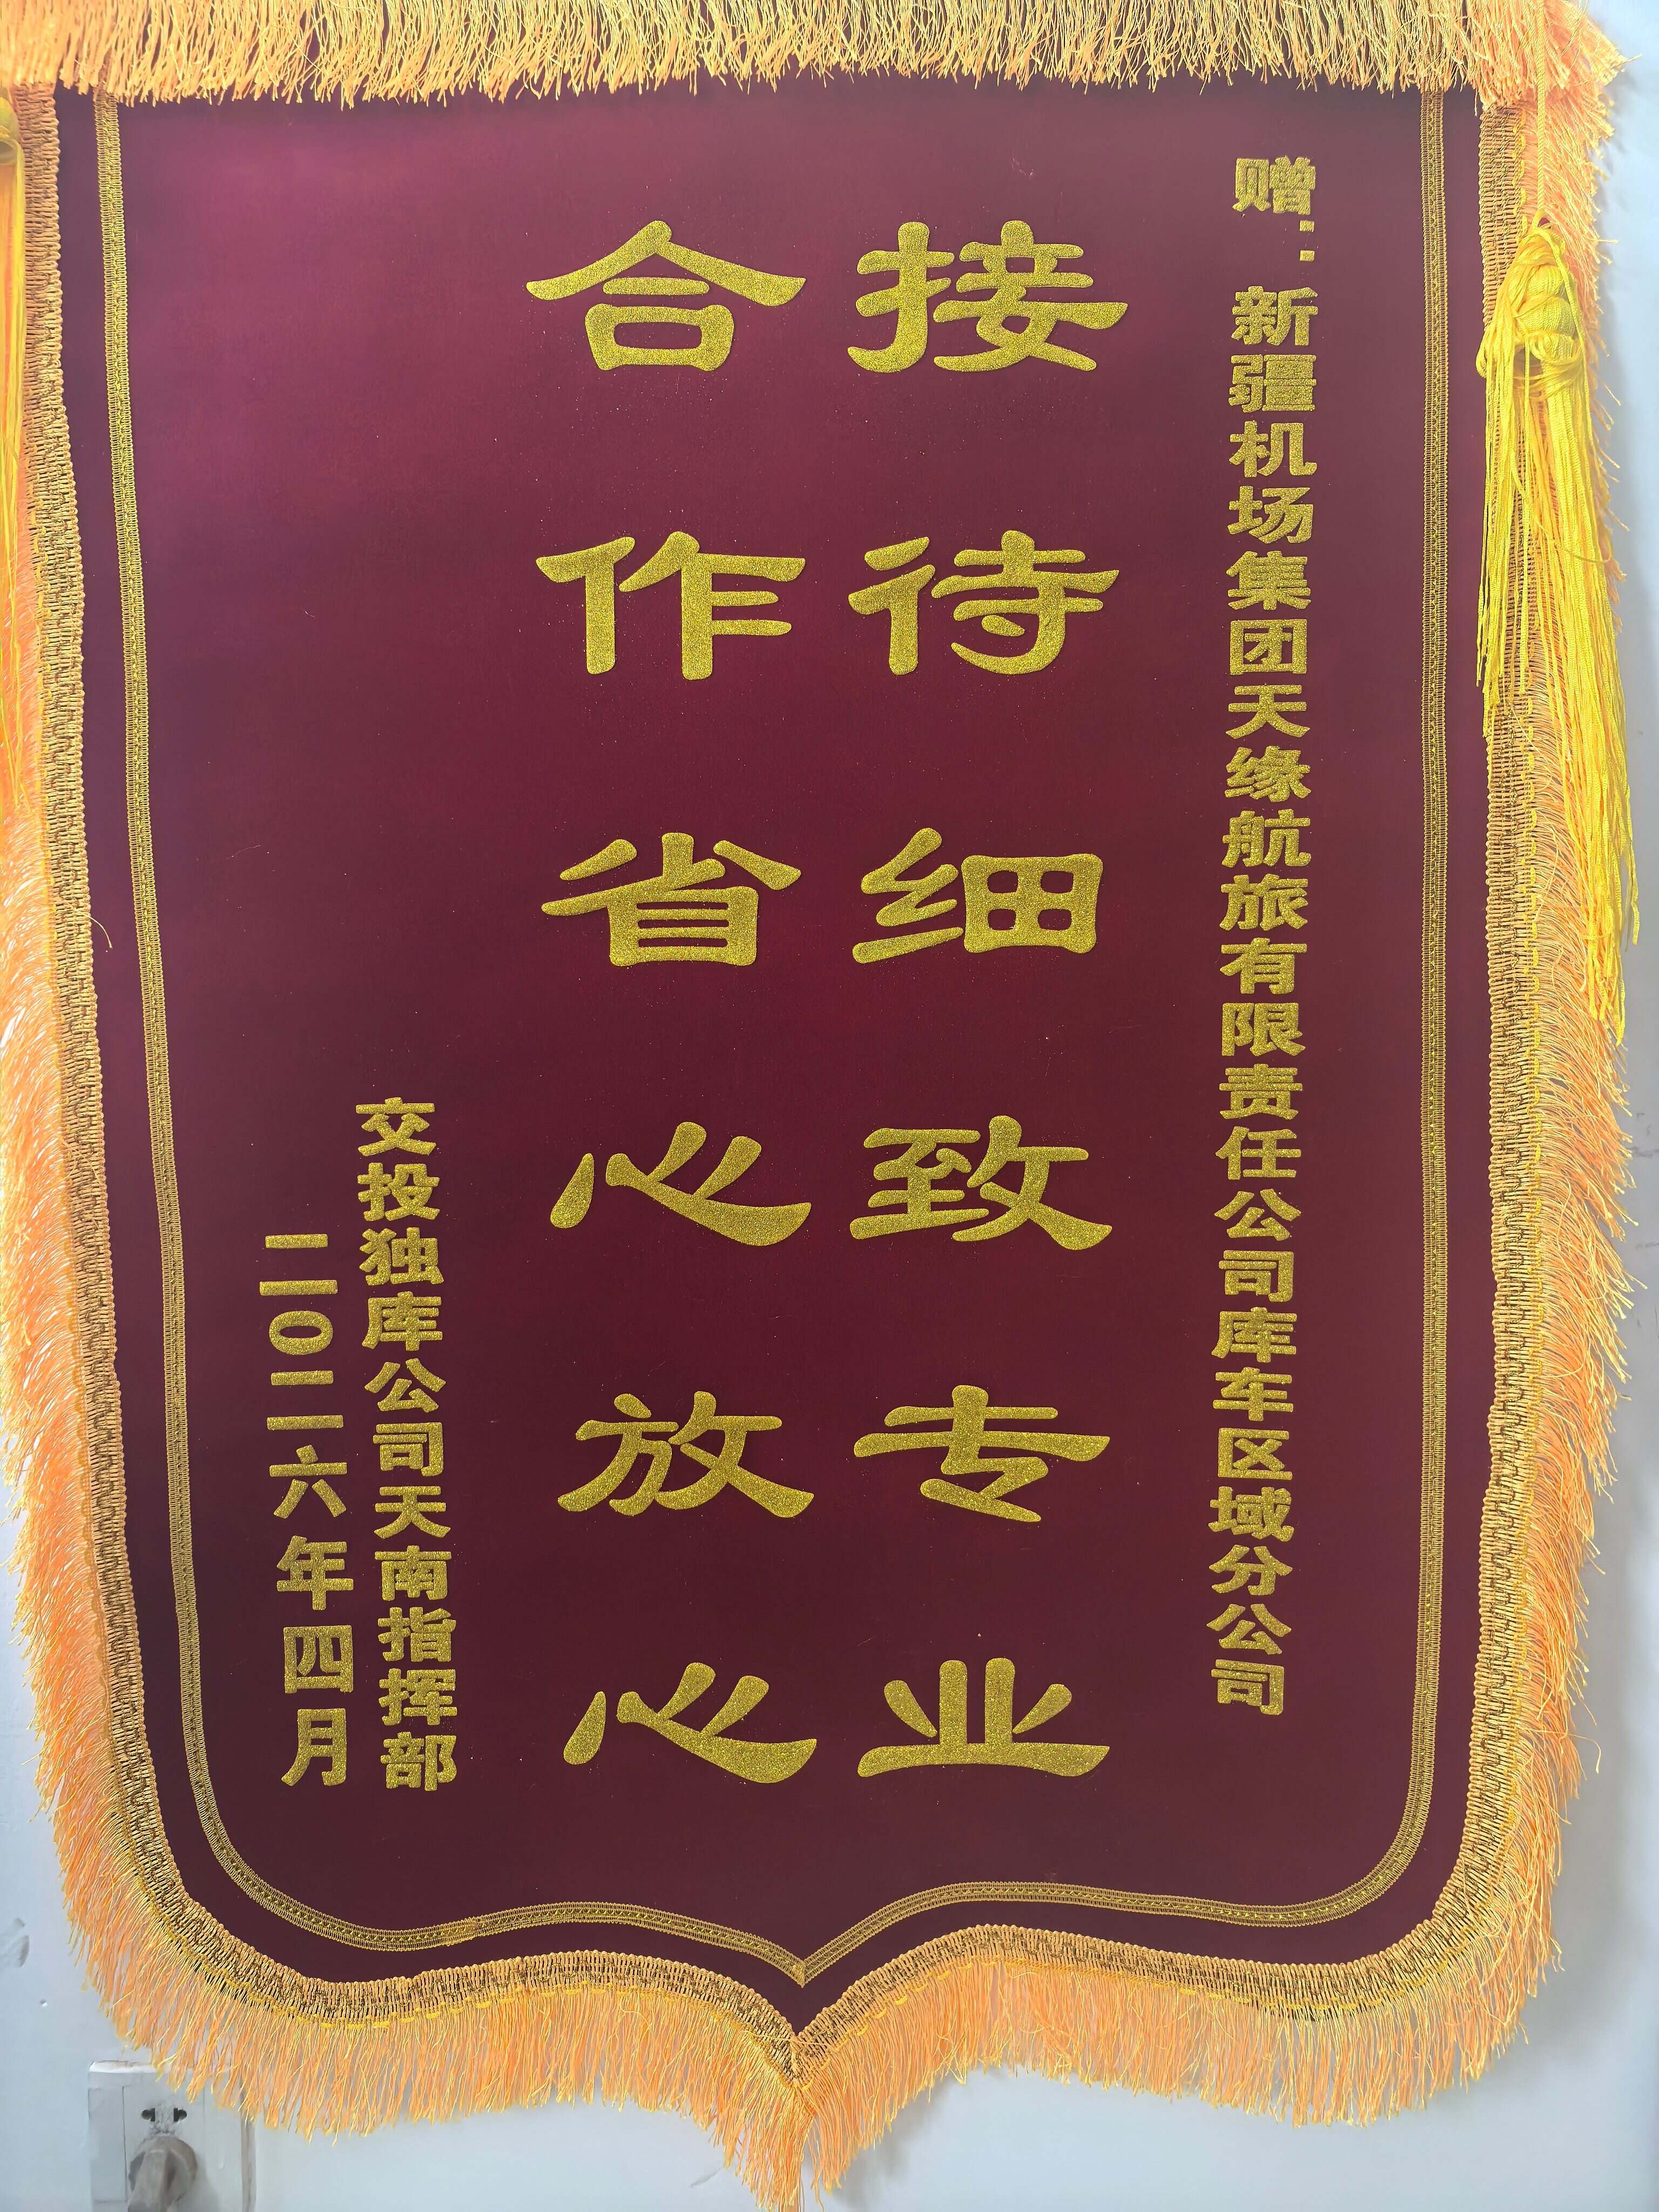 赠：新疆机场集团天缘航旅有限责任公司库车区域分公司
接待细致专业
合作省心放心
交投独库公司天南指挥部
二〇二六年四月